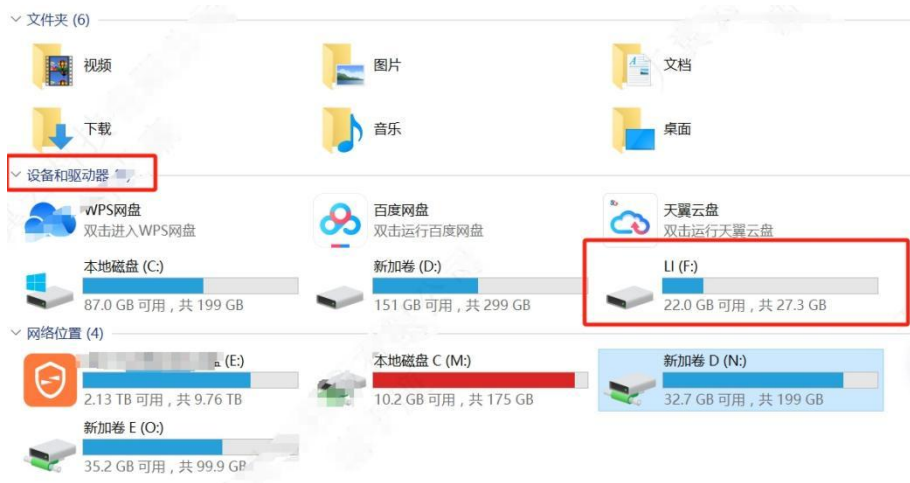 文件夹 (6)
视频
图片
文档
下载
音乐
桌面
设备和驱动器
WPS网盘
双击进入WPS网盘
百度网盘
双击运行百度网盘
天翼云盘
双击运行天翼云盘
本地磁盘 (C:)
87.0 GB 可用，共 199 GB
新加卷 (D:)
151 GB 可用，共 299 GB
LI (F:)
22.0 GB 可用，共 27.3 GB
网络位置 (4)
(E:)
2.13 TB 可用，共 9.76 TB
本地磁盘 C (M:)
10.2 GB 可用，共 175 GB
新加卷 D (N:)
32.7 GB 可用，共 199 GB
新加卷 E (O:)
35.2 GB 可用，共 99.9 GB